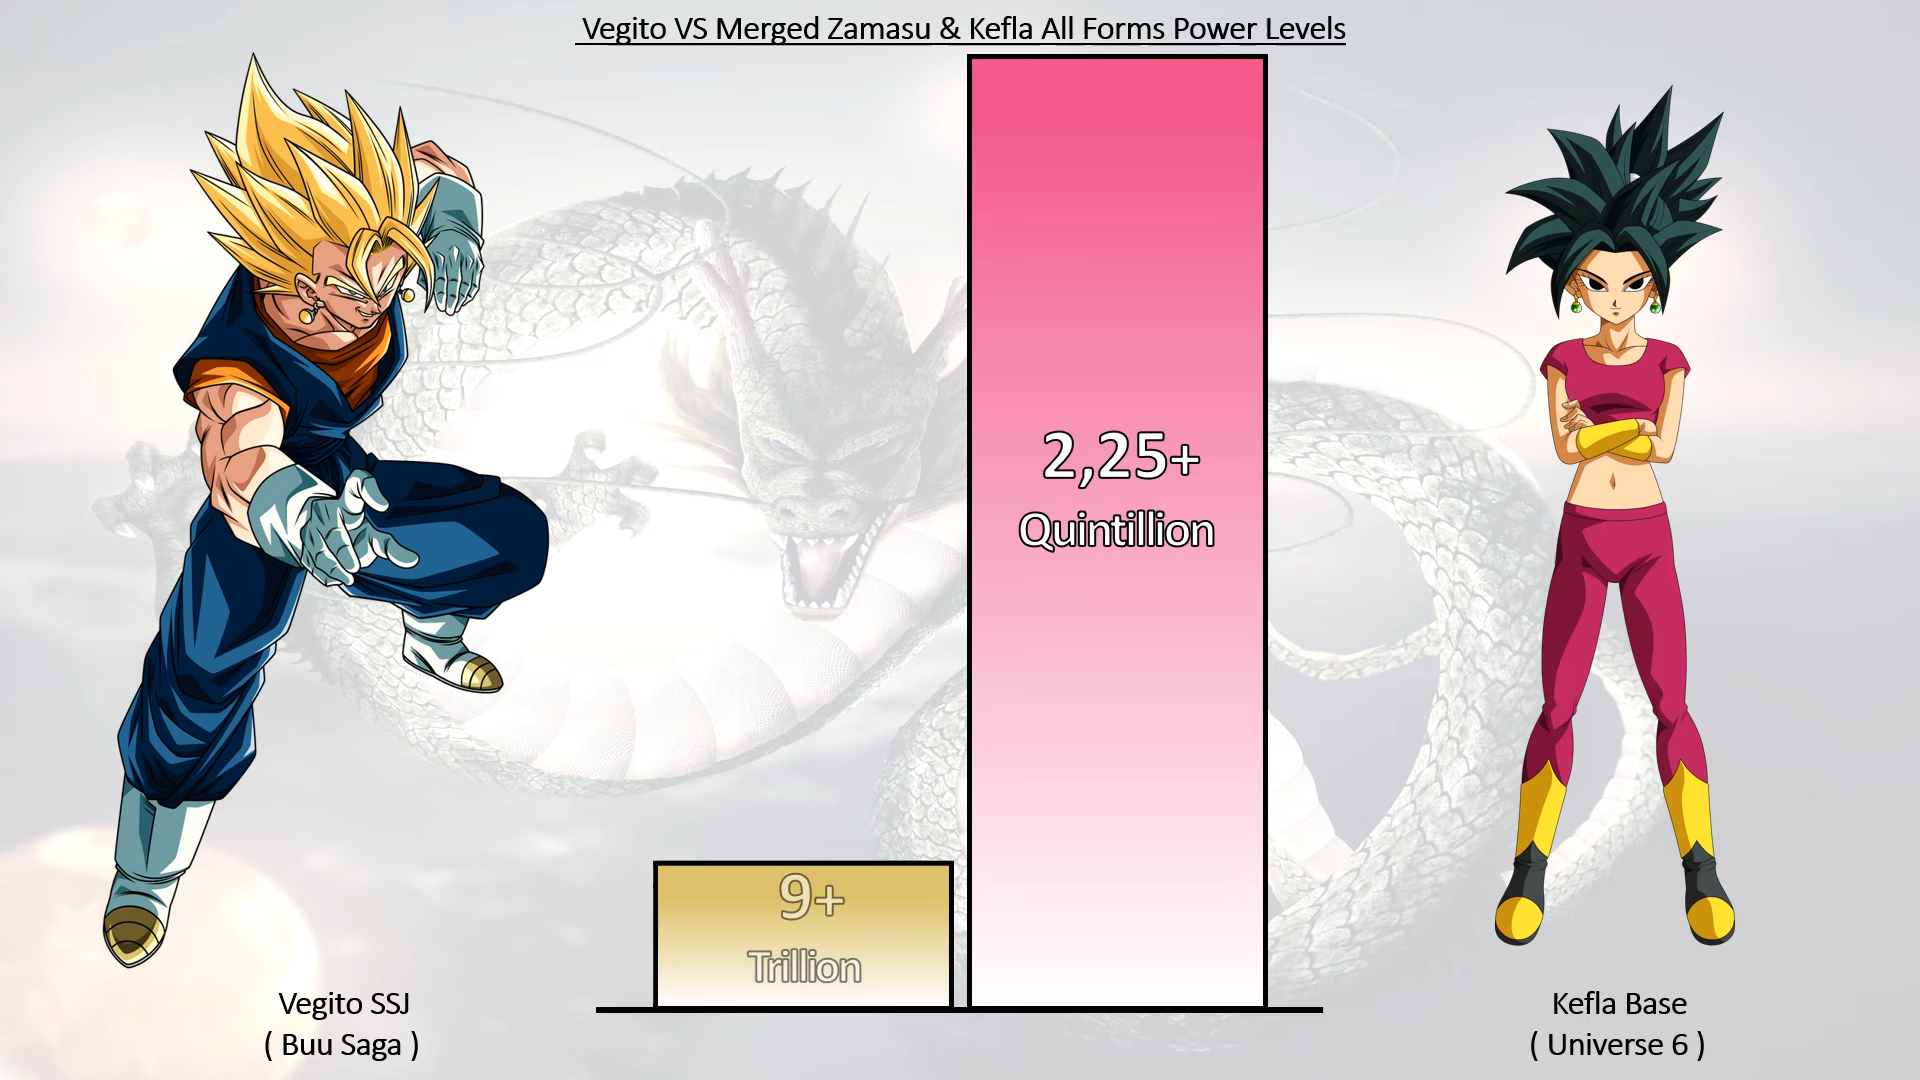 Vegito VS Merged Zamasu & Kefla All Forms Power Levels
2,25+
Quintillion
9+
Trillion
Vegito SSJ
( Buu Saga )
Kefla Base
( Universe 6 )